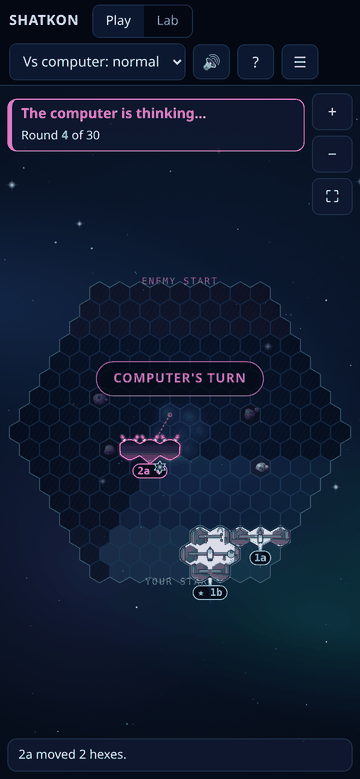 SHATKON
Play
Lab
Vs computer: normal
?
☰
The computer is thinking...
Round 4 of 30
+
−
ENEMY START
COMPUTER'S TURN
2a
1a
YOUR STA
★ 1b
2a moved 2 hexes.